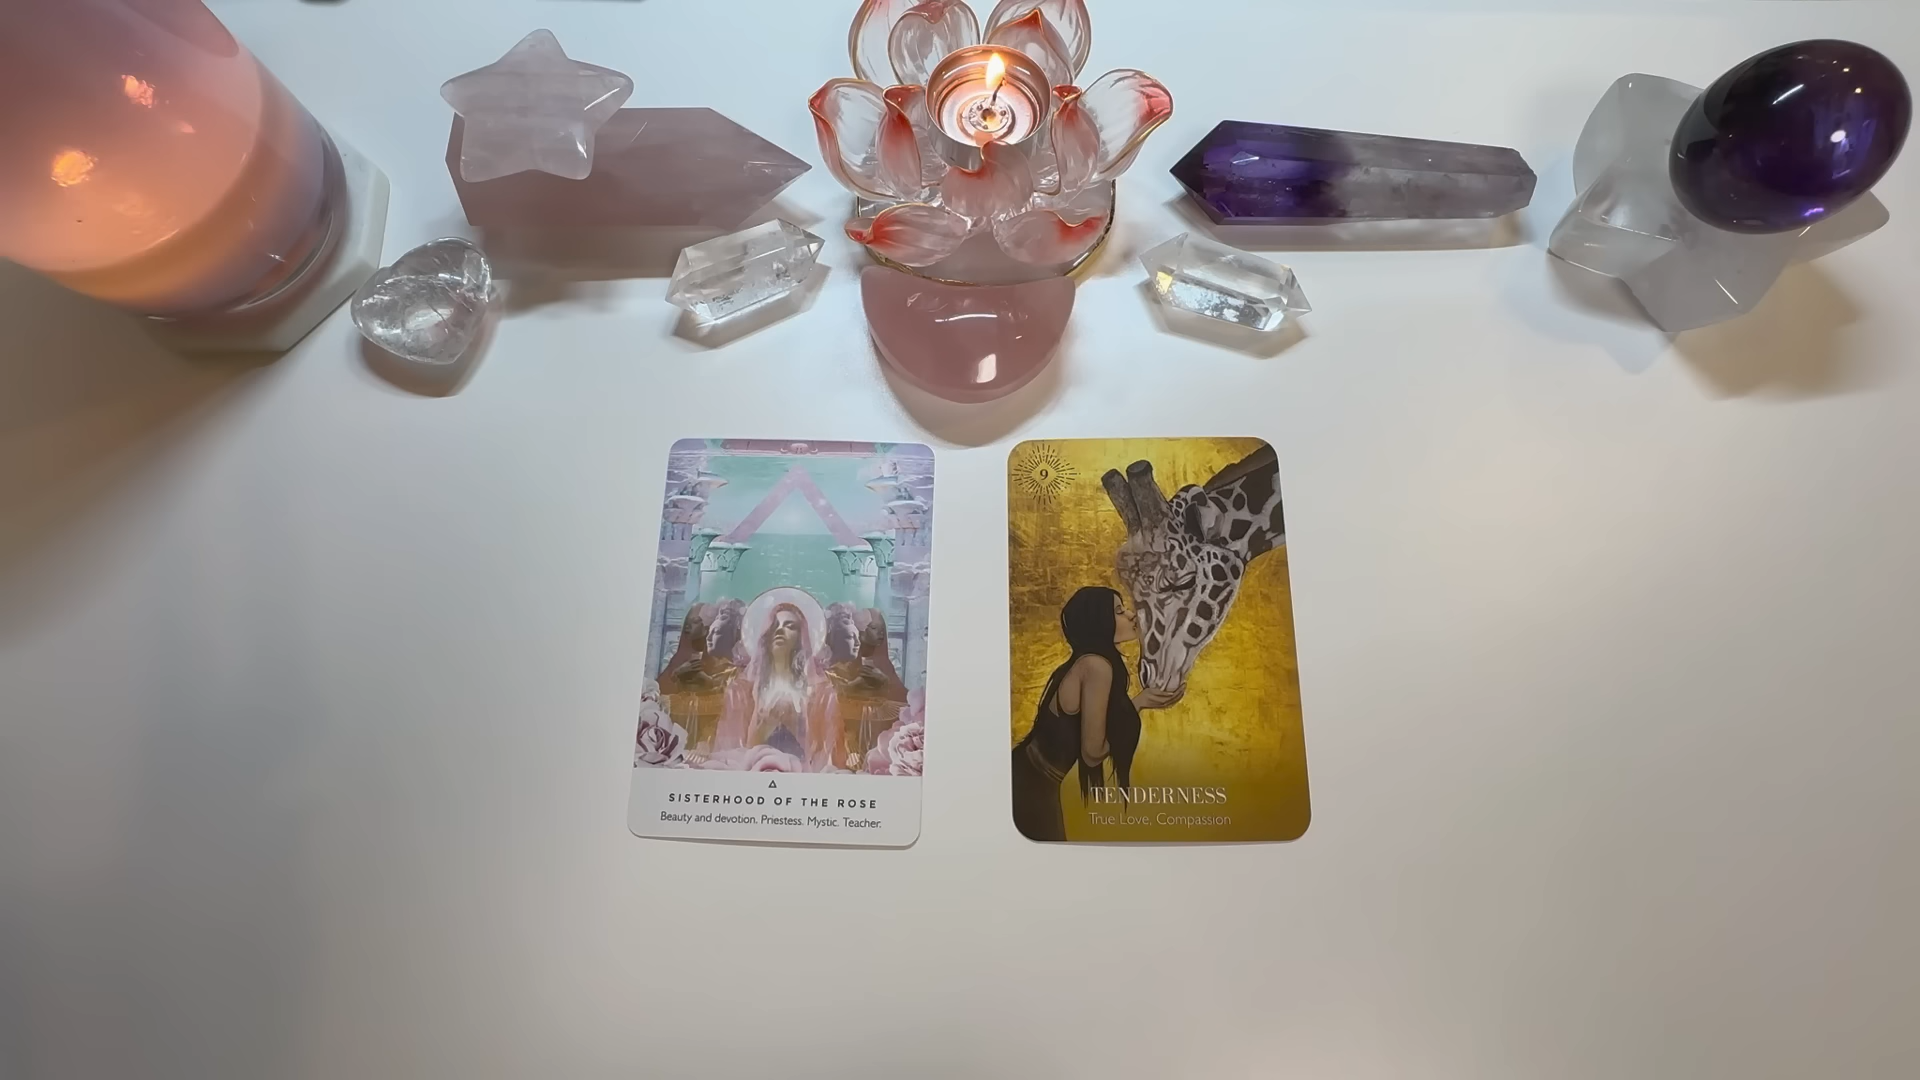 SISTERHOOD OF THE ROSE
Beauty and devotion. Priestess. Mystic. Teacher.
9
TENDERNESS
True Love, Compassion